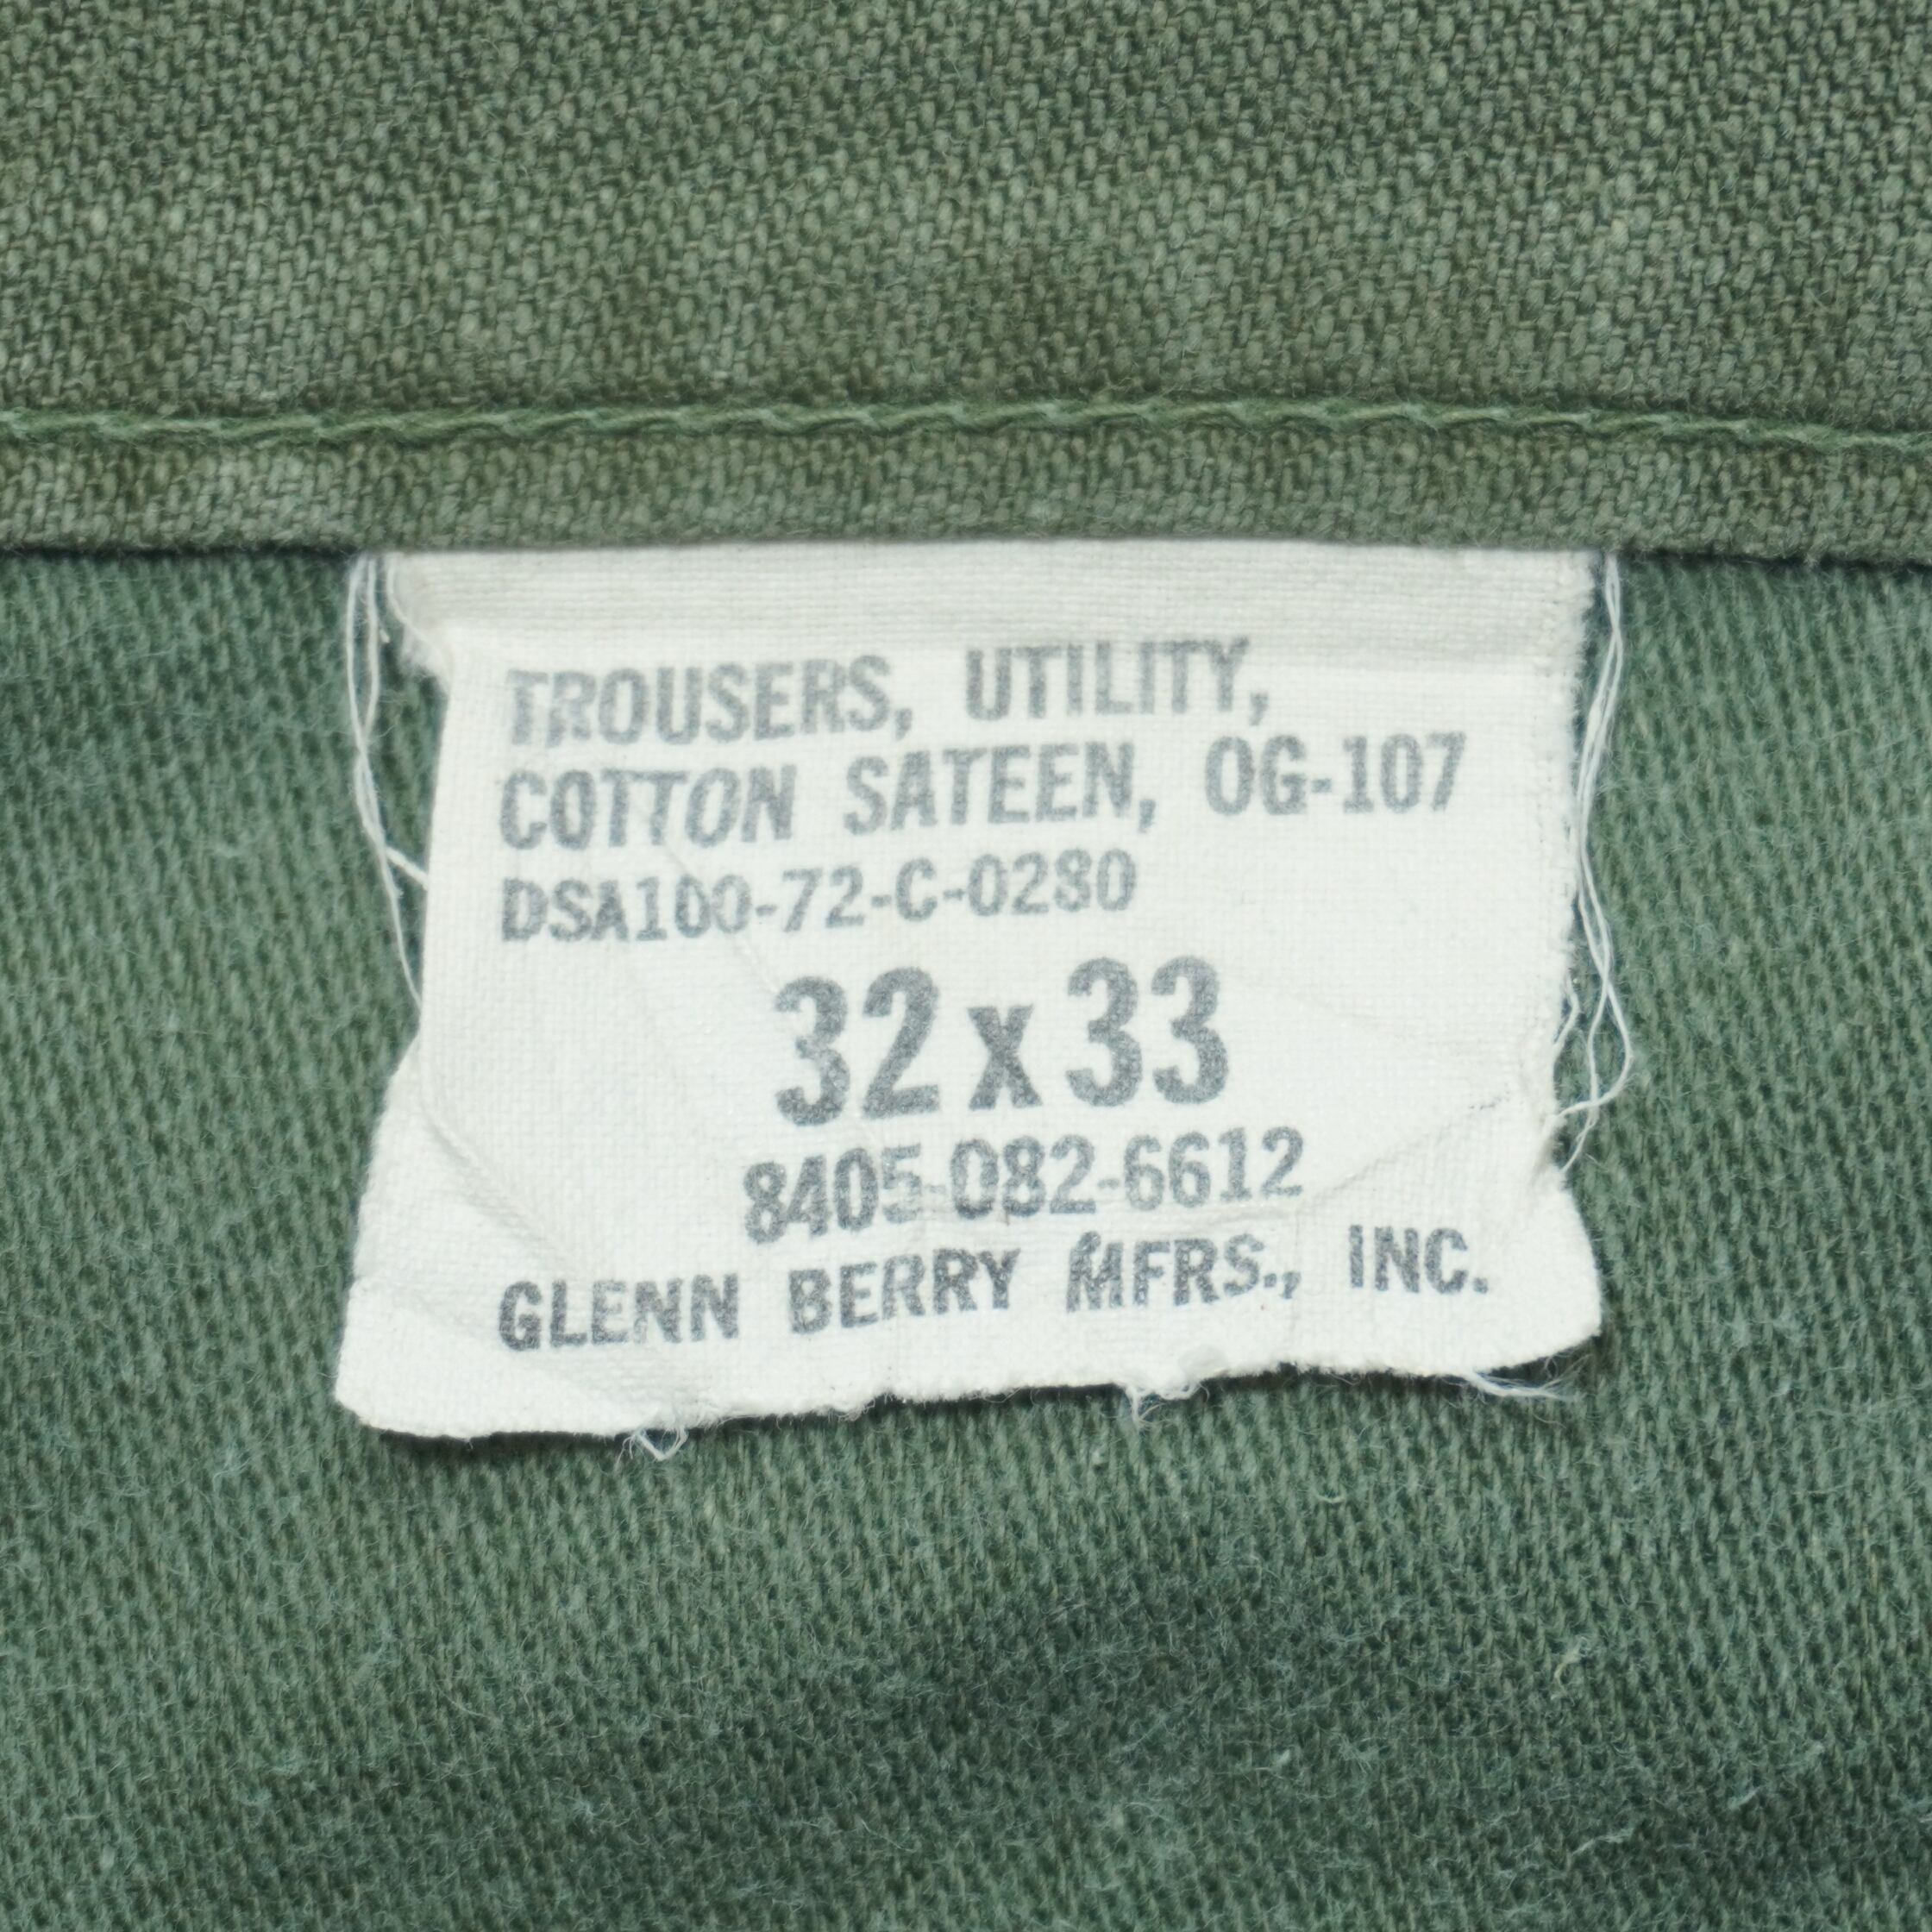 TROUSERS, UTILITY,
COTTON SATEEN, OG-107
DSA100-72-C-0280
32 x 33
8405-082-6612
GLENN BERRY MFRS., INC.